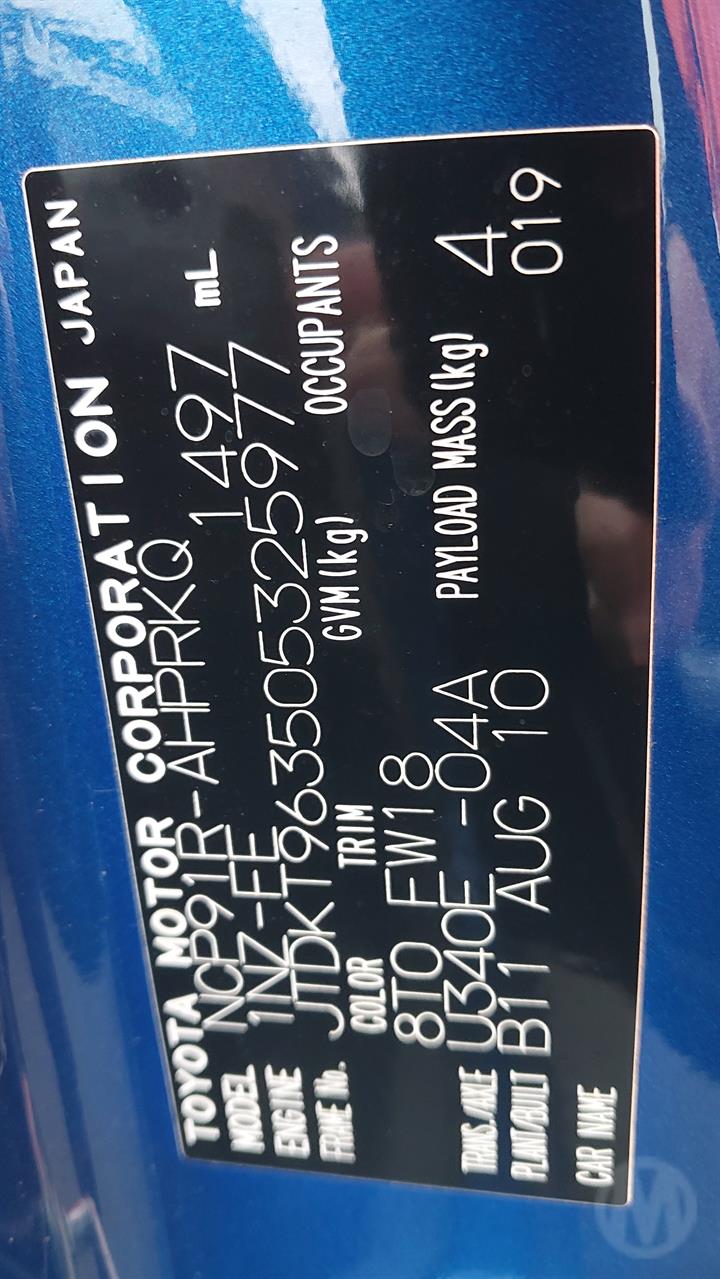 TOYOTA MOTOR CORPORATION JAPAN
MODEL NCP91R-AHPRKQ
ENGINE 1NZ-FE 1497 mL
FRAME No. JTDKT963505325977
COLOR TRIM GVM(kg) OCCUPANTS
8T0 FW18
TRANS./AXLE U340E -04A PAYLOAD MASS(kg) 4
PLANT/BUILT B11 AUG 10 019
CAR NAME
M